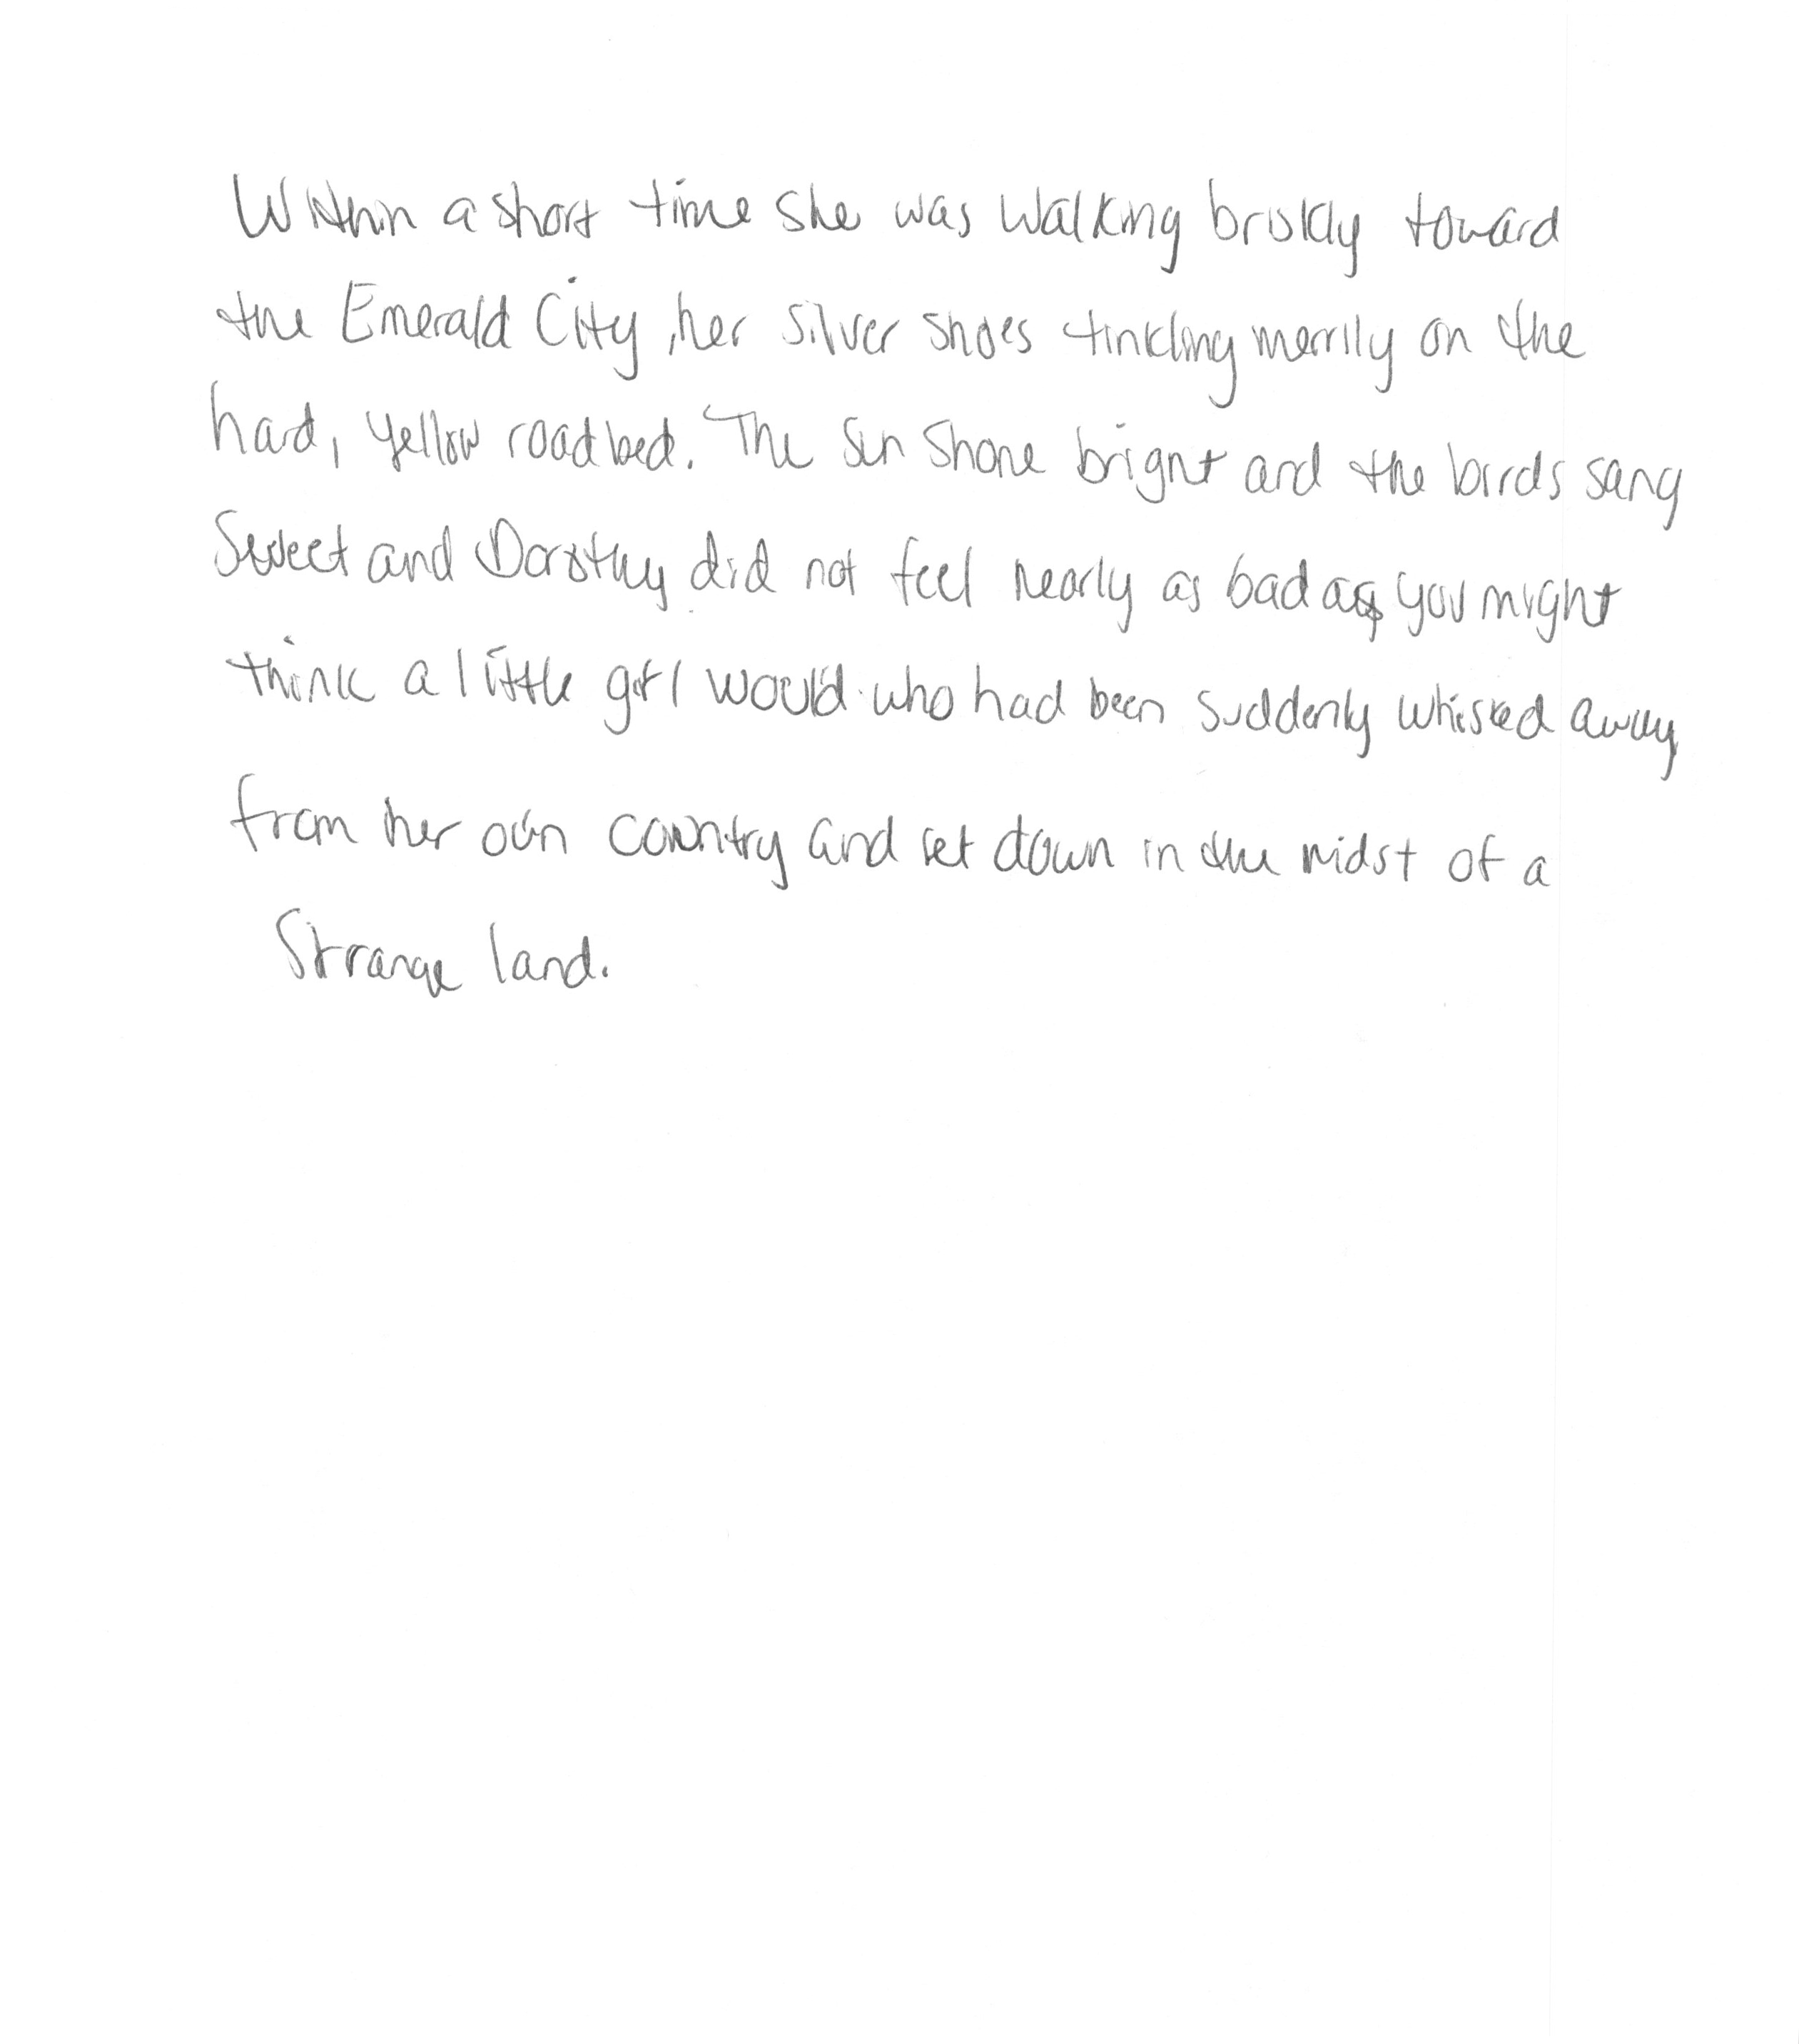 Within a short time she was walking briskly toward
the Emerald City, her silver shoes tinkling merrily on the
hard, yellow roadbed. The sun shone bright and the birds sang
sweet and Dorothy did not feel nearly as bad as you might
think a little girl would who had been suddenly whisked away
from her own country and set down in the midst of a
strange land.